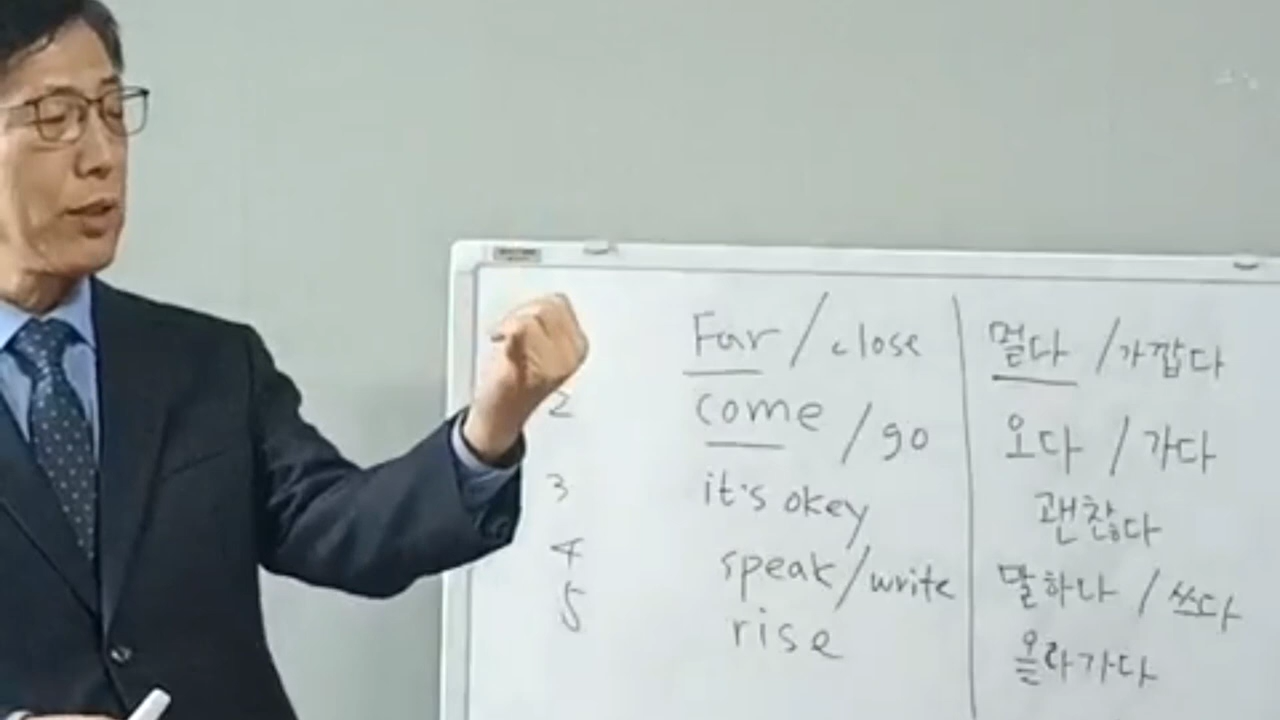 Far / close | 멀다 / 가깝다
2 come / go | 오다 / 가다
3 it's okey | 괜찮다
4 speak / write | 말하다 / 쓰다
5 rise | 올라가다